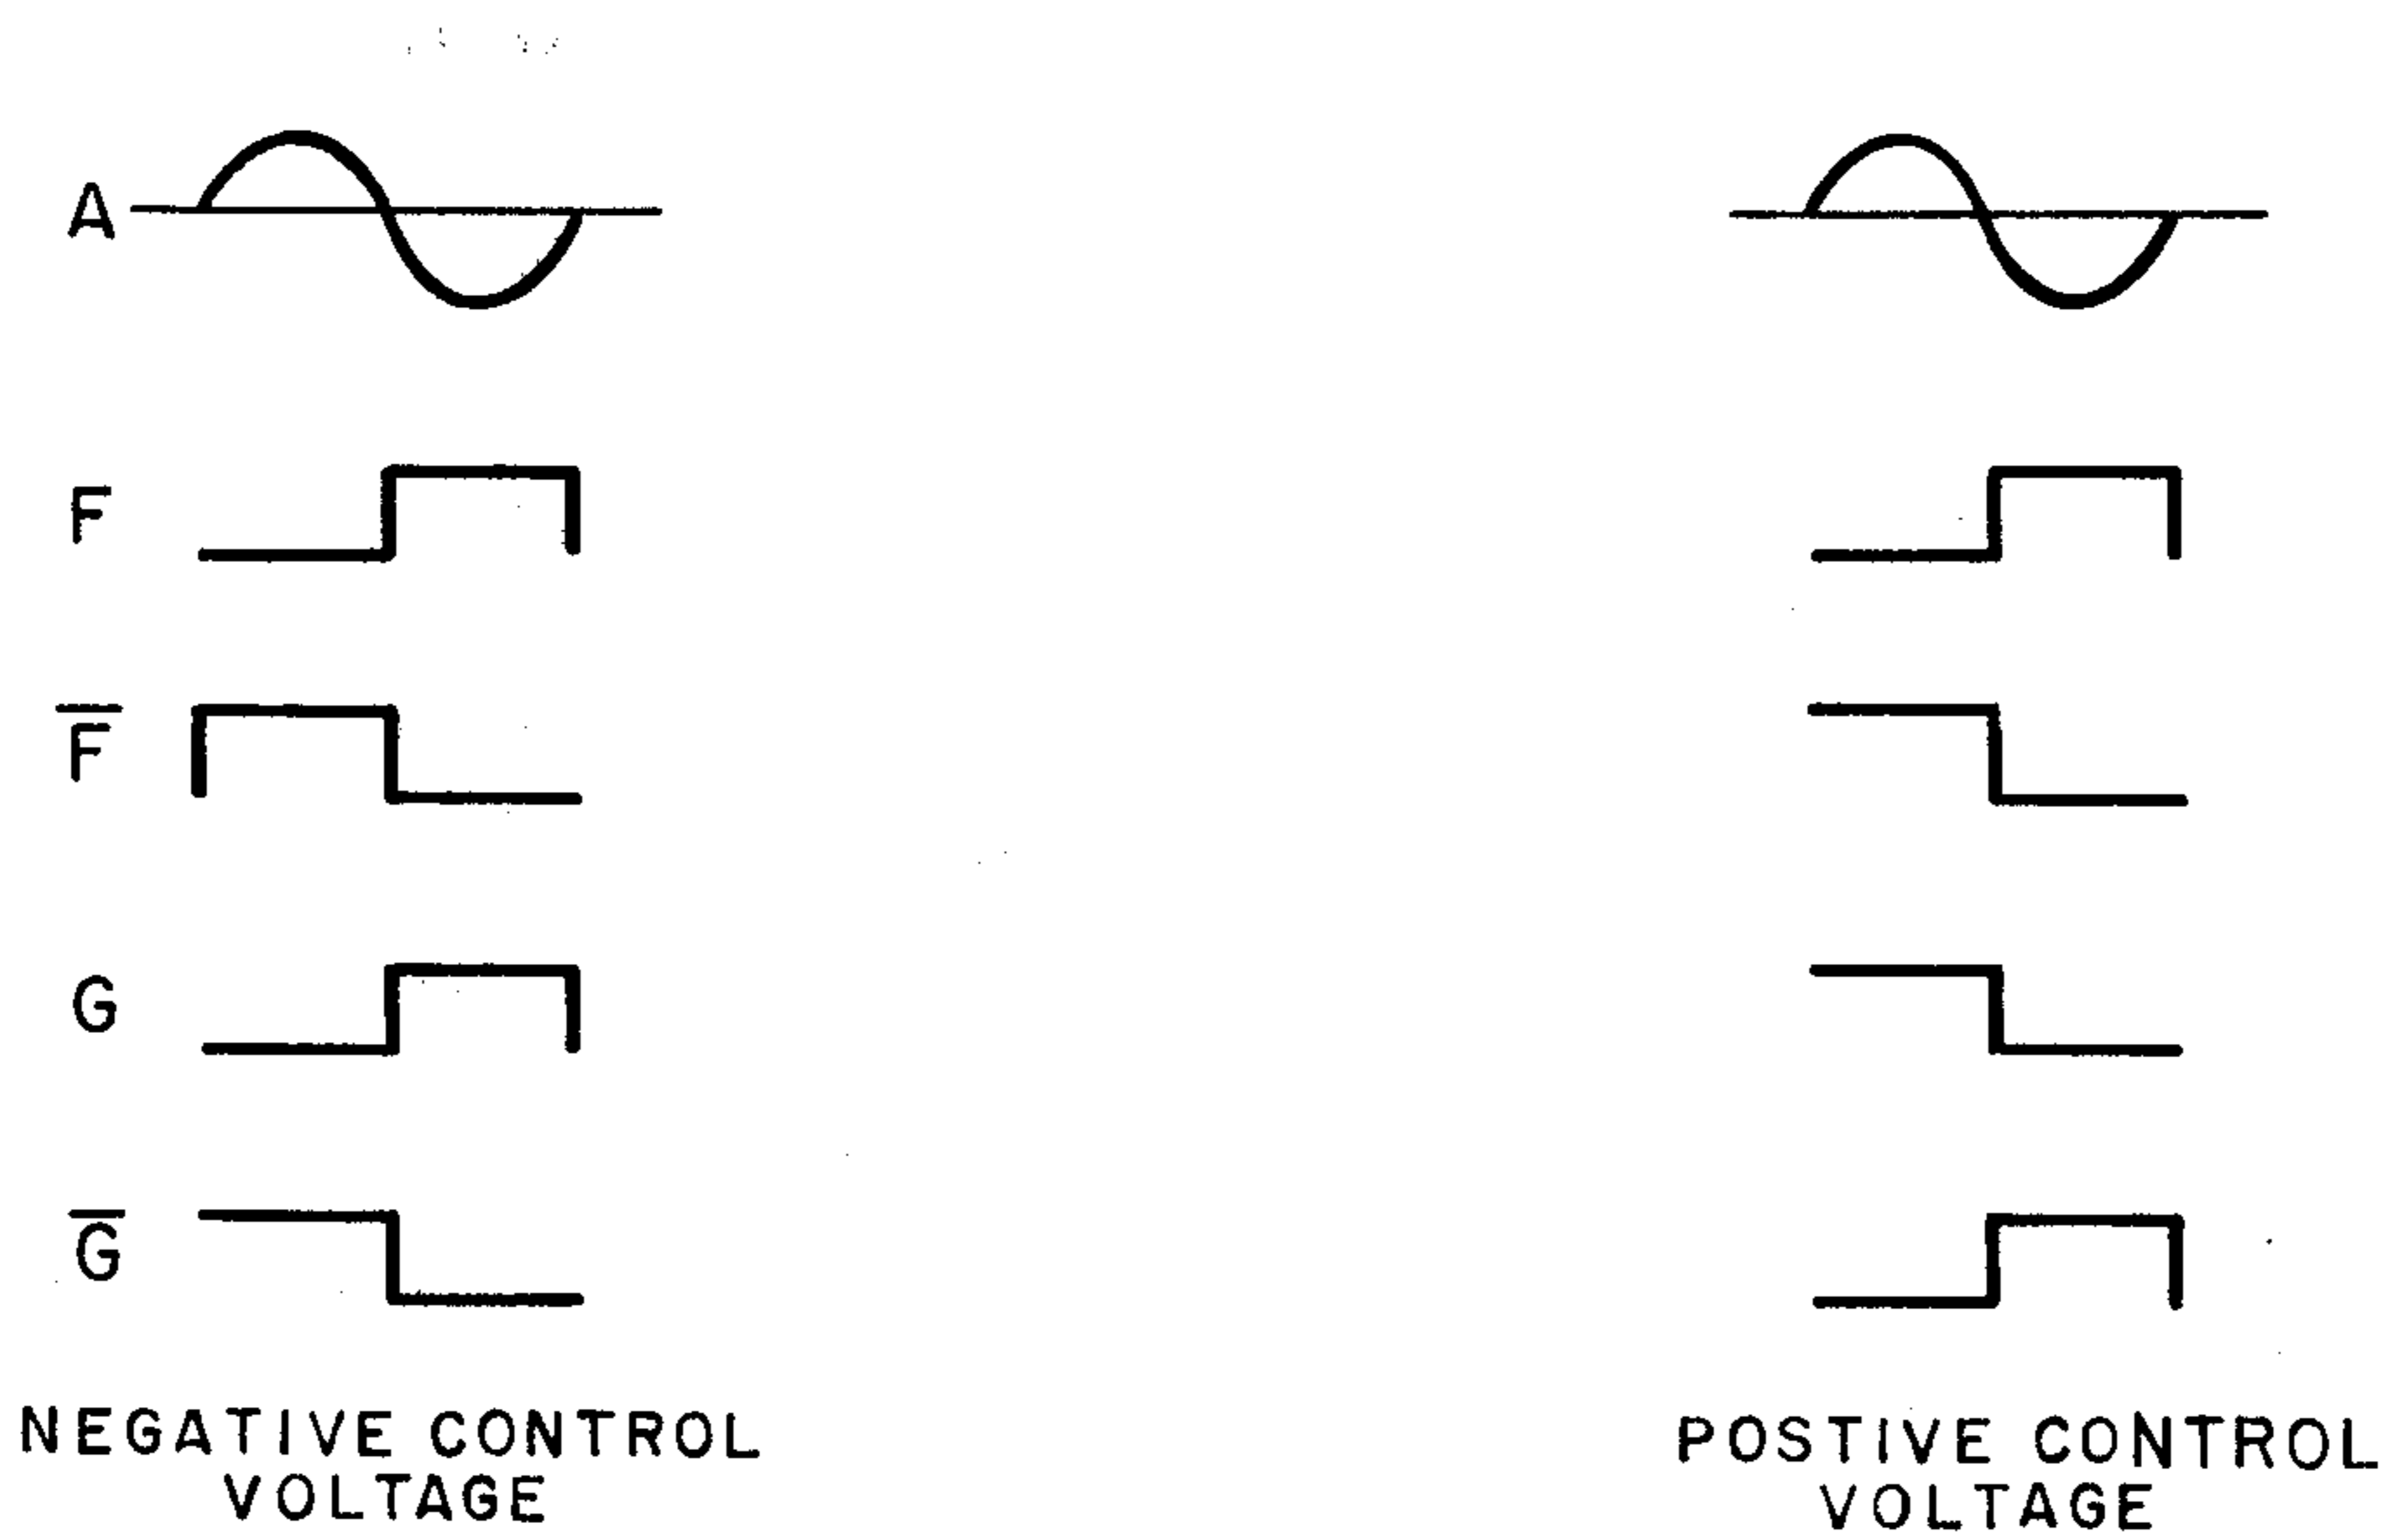 A
F
F̅
G
G̅
NEGATIVE CONTROL
VOLTAGE
POSTIVE CONTROL
VOLTAGE